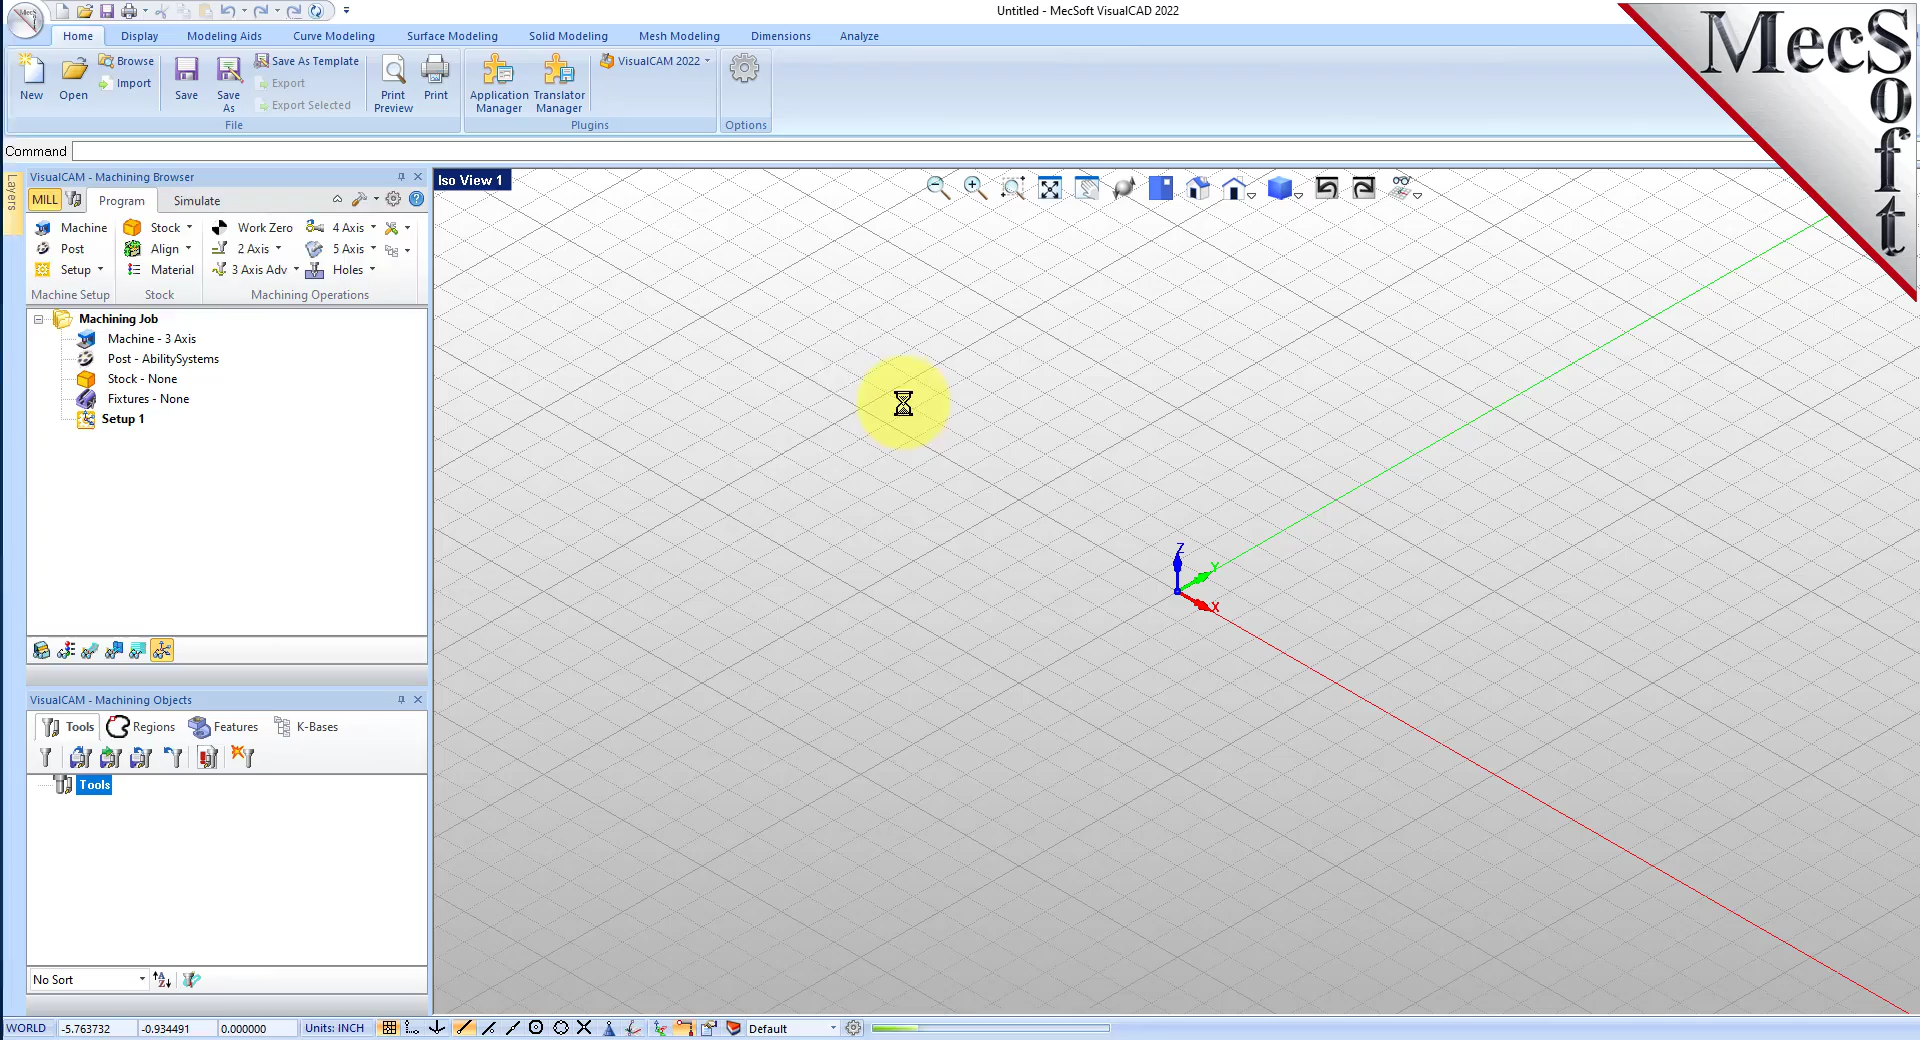 MecS
Untitled - MecSoft VisualCAD 2022
MecSoft
Home Display Modeling Aids Curve Modeling Surface Modeling Solid Modeling Mesh Modeling Dimensions Analyze
New
Open
Browse
Import
Save
Save As
Save As Template
Export
Export Selected
Print Preview
Print
File
Application Manager
Translator Manager
VisualCAM 2022
Plugins
Options
Command
Layers
VisualCAM - Machining Browser
MILL Program Simulate
Machine Stock Work Zero 4 Axis
Post Align 2 Axis 5 Axis
Setup Material 3 Axis Adv Holes
Machine Setup Stock Machining Operations
Machining Job
Machine - 3 Axis
Post - AbilitySystems
Stock - None
Fixtures - None
Setup 1
Iso View 1
Z
Y
X
VisualCAM - Machining Objects
Tools Regions Features K-Bases
Tools
No Sort
WORLD -5.763732 -0.934491 0.000000 Units: INCH Default